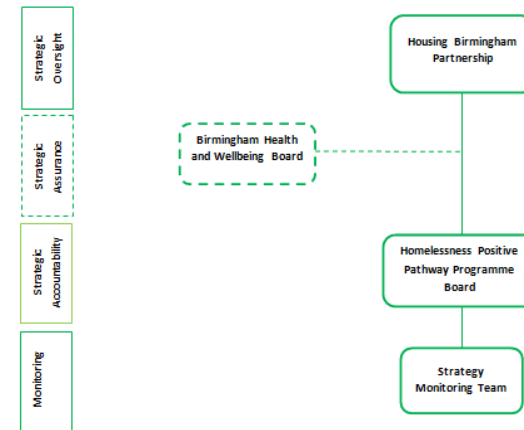 Strategic
Oversight
Housing Birmingham
Partnership
Strategic
Assurance
Birmingham Health
and Wellbeing Board
Strategic
Accountability
Homelessness Positive
Pathway Programme
Board
Monitoring
Strategy
Monitoring Team